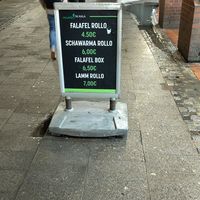 FALAFEL ROLLO
4.50€
SCHAWARMA ROLLO
6,00€
FALAFEL BOX
6,50€
LAMM ROLLO
7,00€